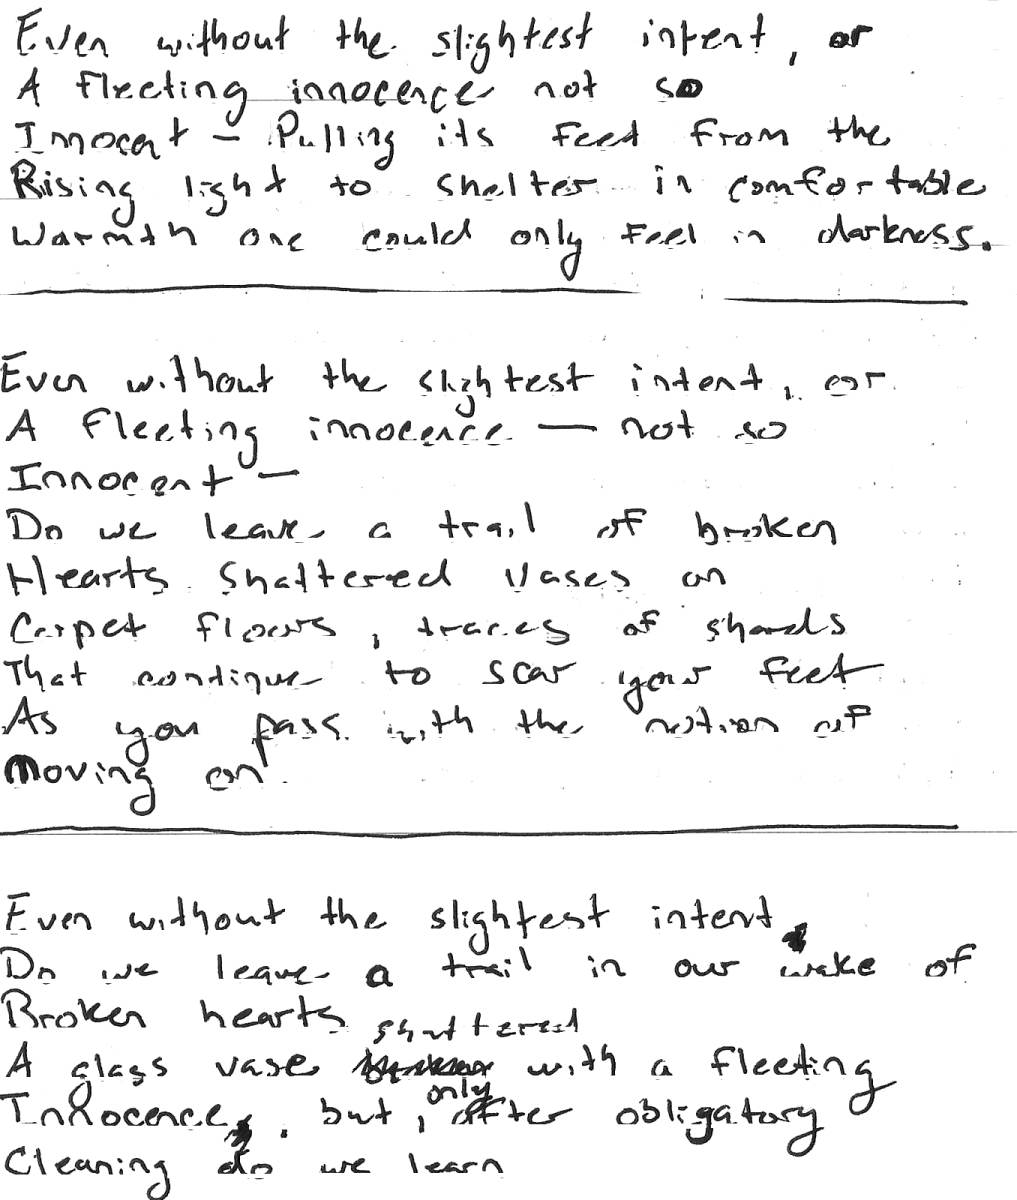 Even without the slightest intent, or
A fleeting innocence not so
Innocent – Pulling its feed from the
Rising light to shelter in comfortable
Warmth one could only feel in darkness.
Even without the slightest intent, or
A fleeting innocence — not so
Innocent —
Do we leave a trail of broken
Hearts shattered vases on
Carpet floors, traces of shards
That continue to scar your feet
As you pass with the notion of
Moving on
Even without the slightest intent
Do we leave a trail in our wake of
Broken hearts
shattered
A glass vase with a fleeting
only
Innocence. but, after obligatory
Cleaning do we learn